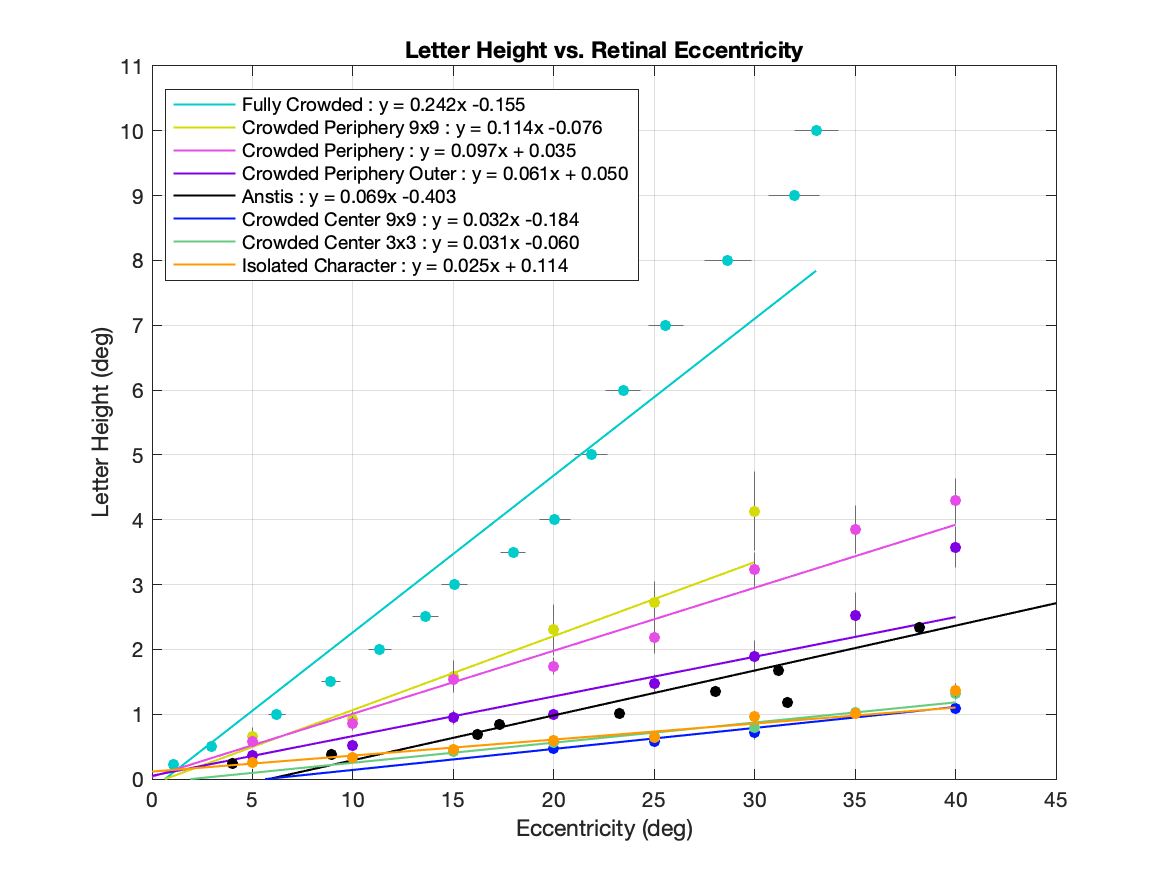 Letter Height vs. Retinal Eccentricity
11
10
9
8
7
6
5
4
3
2
1
0
Letter Height (deg)
Fully Crowded : y = 0.242x -0.155
Crowded Periphery 9x9 : y = 0.114x -0.076
Crowded Periphery : y = 0.097x + 0.035
Crowded Periphery Outer : y = 0.061x + 0.050
Anstis : y = 0.069x -0.403
Crowded Center 9x9 : y = 0.032x -0.184
Crowded Center 3x3 : y = 0.031x -0.060
Isolated Character : y = 0.025x + 0.114
0 5 10 15 20 25 30 35 40 45
Eccentricity (deg)